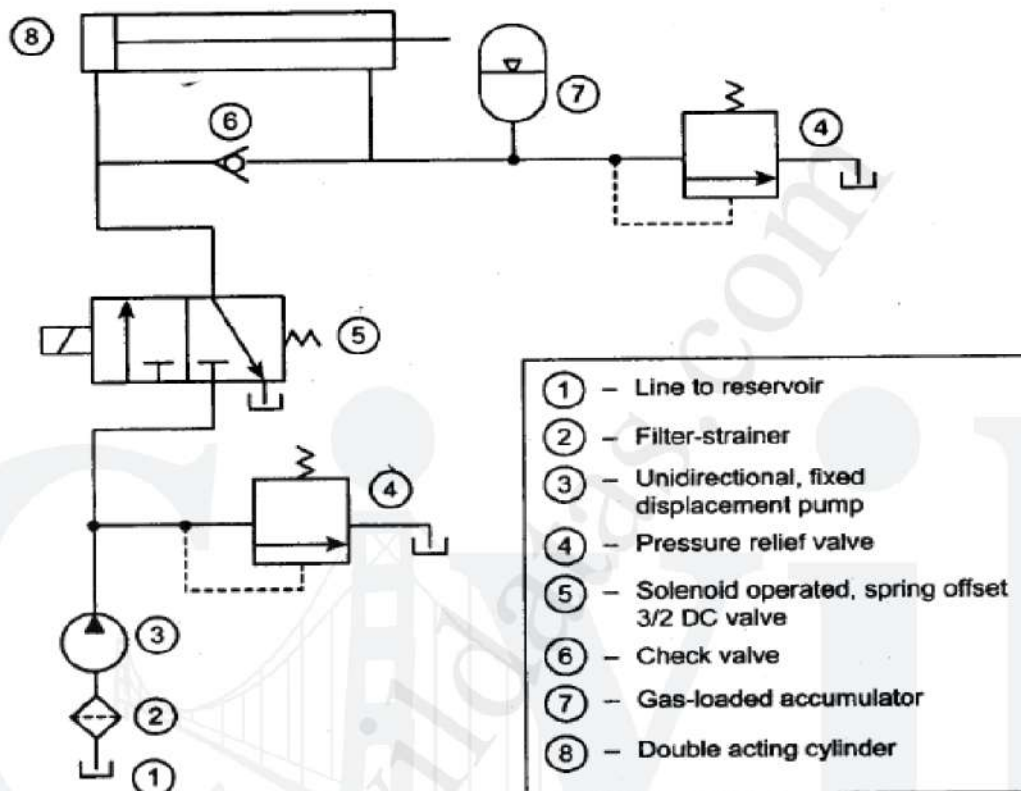 8
7
6
4
5
4
3
2
1
1 – Line to reservoir
2 – Filter-strainer
3 – Unidirectional, fixed
displacement pump
4 – Pressure relief valve
5 – Solenoid operated, spring offset
3/2 DC valve
6 – Check valve
7 – Gas-loaded accumulator
8 – Double acting cylinder